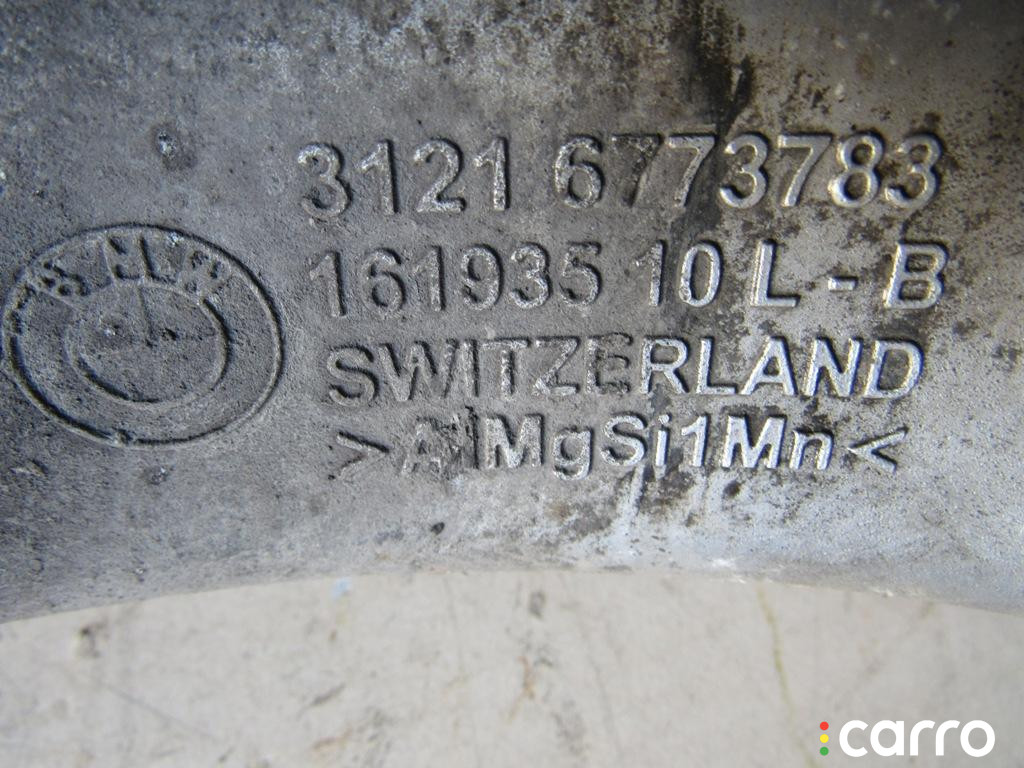 3121 6773783
161935 10 L - B
SWITZERLAND
>AlMgSi1Mn<
carro